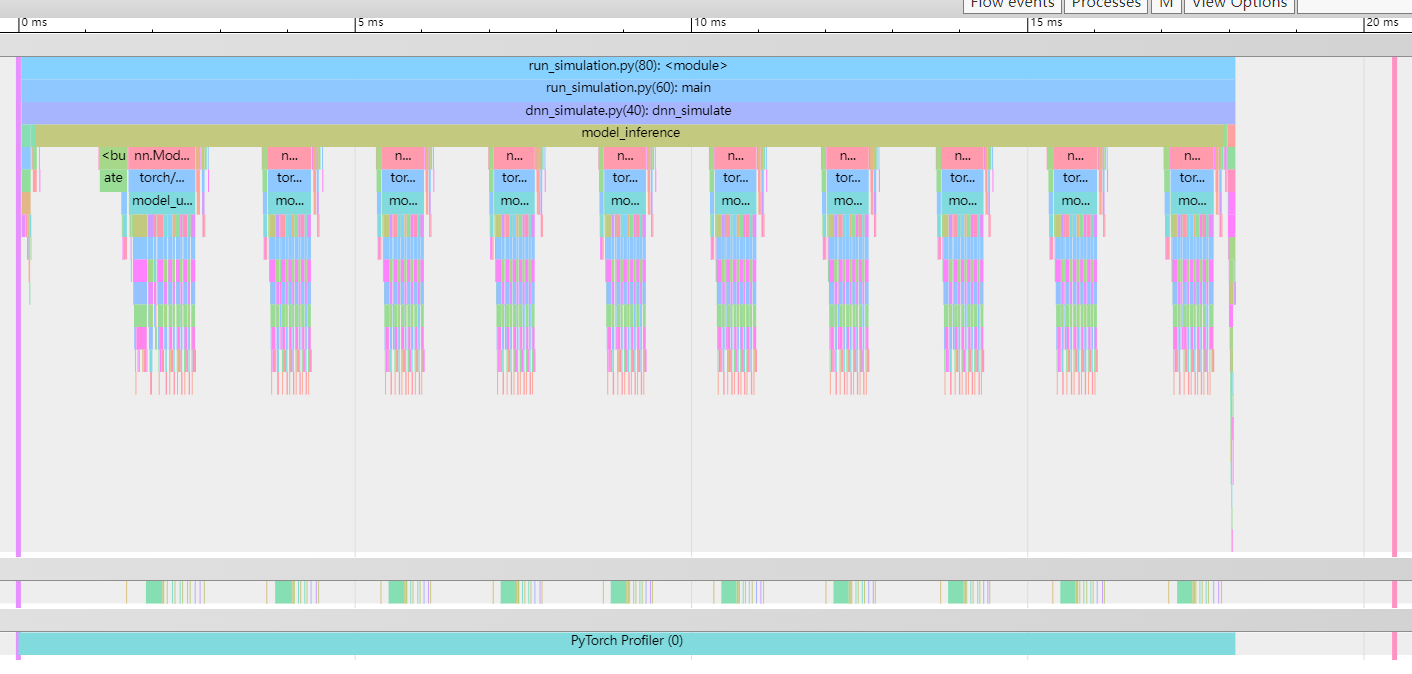 Flow events Processes M View Options
0 ms 5 ms 10 ms 15 ms 20 ms
run_simulation.py(80): <module>
run_simulation.py(60): main
dnn_simulate.py(40): dnn_simulate
model_inference
<bu nn.Mod... n... n... n... n... n... n... n... n... n...
ate torch/... tor... tor... tor... tor... tor... tor... tor... tor... tor...
model_u... mo... mo... mo... mo... mo... mo... mo... mo... mo...
PyTorch Profiler (0)